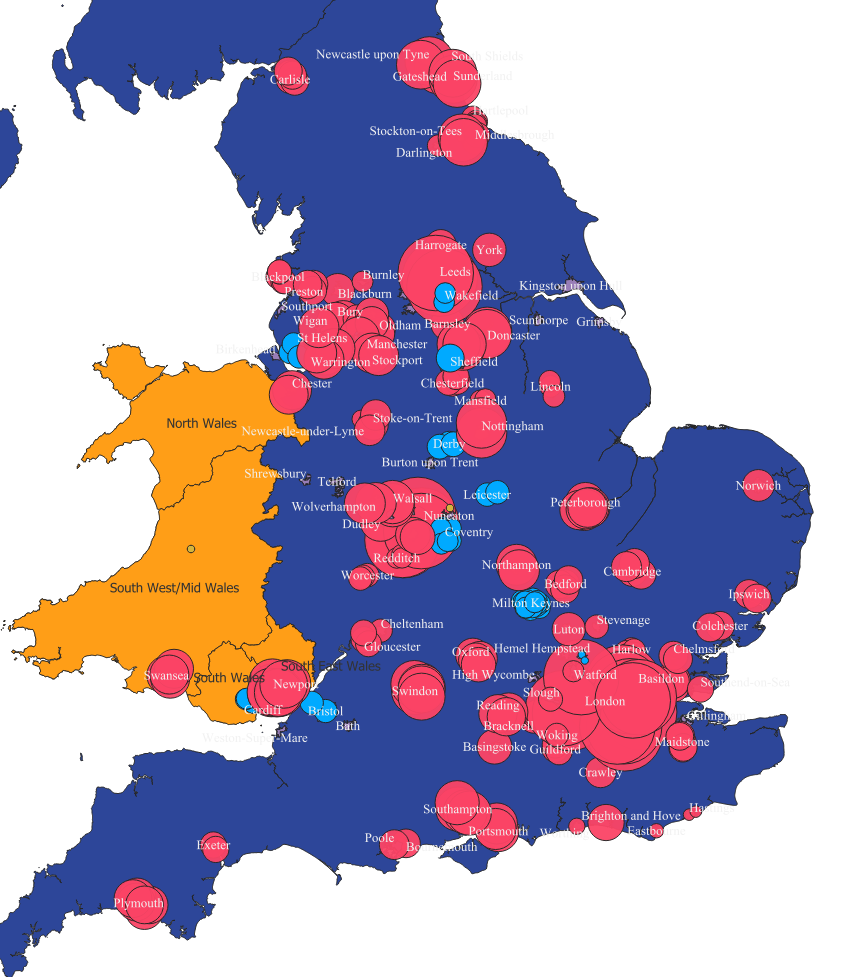 Newcastle upon Tyne
South Shields
Carlisle
Gateshead
Sunderland
Hartlepool
Stockton-on-Tees
Middlesbrough
Darlington
Harrogate
York
Leeds
Blackpool
Burnley
Kingston upon Hull
Preston
Blackburn
Wakefield
Southport
Bury
Wigan
Oldham
Barnsley
Scunthorpe
Doncaster
St Helens
Manchester
Birkenhead
Warrington
Stockport
Sheffield
Chester
Chesterfield
Lincoln
Mansfield
North Wales
Stoke-on-Trent
Newcastle-under-Lyme
Nottingham
Derby
Burton upon Trent
Shrewsbury
Telford
Norwich
Walsall
Leicester
Peterborough
Wolverhampton
Nuneaton
Dudley
Coventry
Redditch
Northampton
Cambridge
Worcester
Bedford
South West/Mid Wales
Ipswich
Milton Keynes
Cheltenham
Stevenage
Colchester
Luton
Gloucester
Oxford
Hemel Hempstead
Harlow
Chelmsfo
South East Wales
Swansea
South Wales
High Wycombe
Watford
Basildon
Newport
Swindon
Slough
Southend-on-Sea
London
Cardiff
Bristol
Reading
Gillingham
Bath
Bracknell
Weston-Super-Mare
Woking
Maidstone
Basingstoke
Guildford
Crawley
Southampton
Brighton and Hove
Portsmouth
Eastbourne
Poole
Exeter
Bournemouth
Plymouth